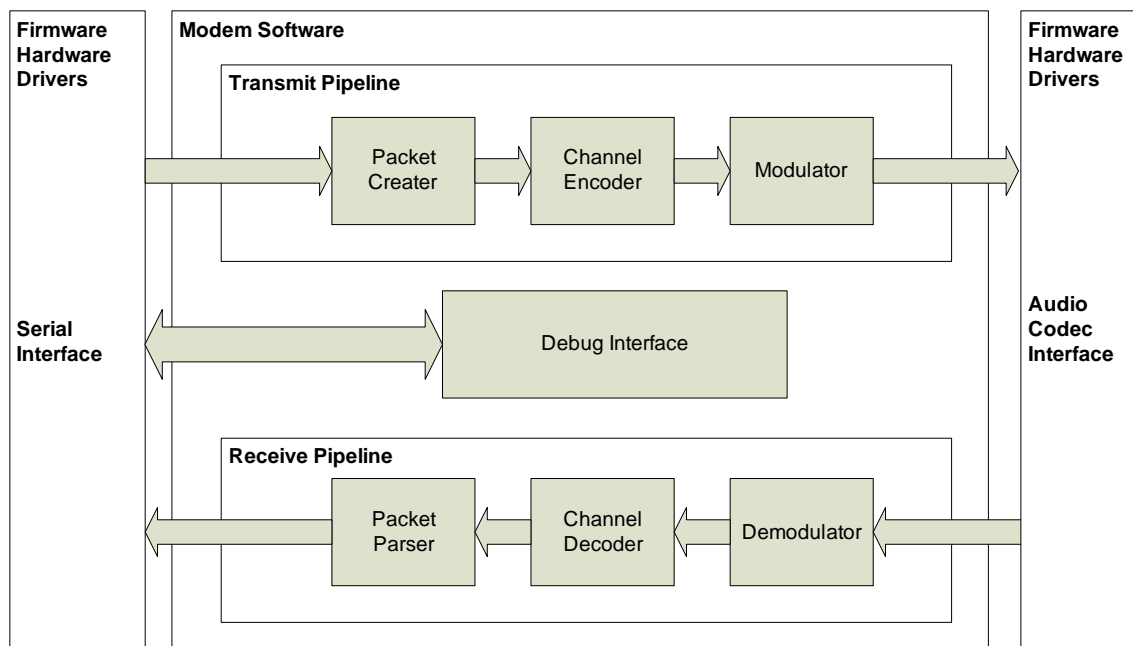 Firmware
Hardware
Drivers
Modem Software
Firmware
Hardware
Drivers
Transmit Pipeline
Packet
Creater
Channel
Encoder
Modulator
Serial
Interface
Debug Interface
Audio
Codec
Interface
Receive Pipeline
Packet
Parser
Channel
Decoder
Demodulator